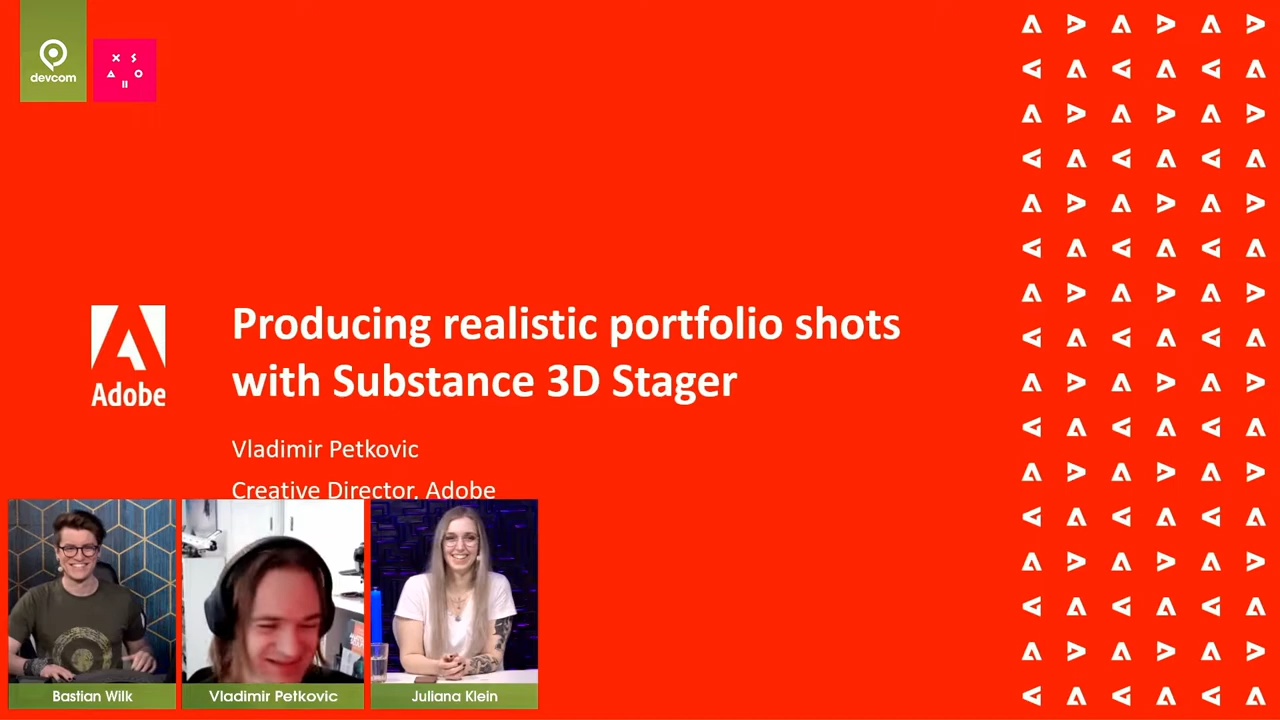 devcom
Producing realistic portfolio shots
with Substance 3D Stager
Adobe
Vladimir Petkovic
Creative Director, Adobe
Bastian Wilk
Vladimir Petkovic
Juliana Klein